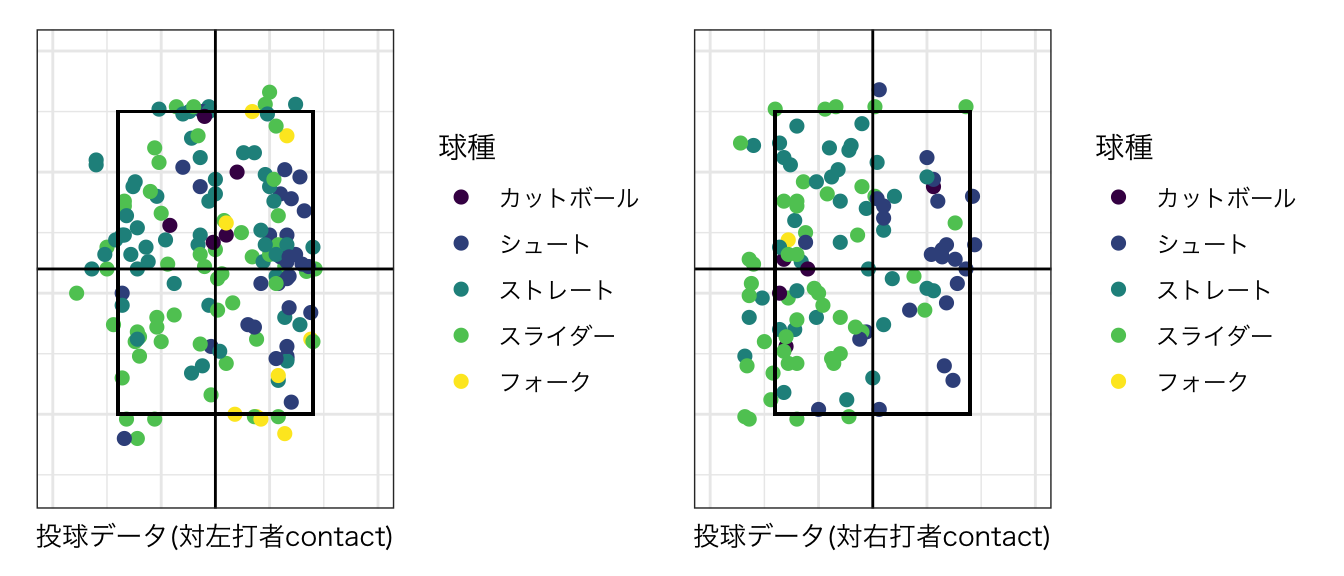 球種
カットボール
シュート
ストレート
スライダー
フォーク
投球データ(対左打者contact)
球種
カットボール
シュート
ストレート
スライダー
フォーク
投球データ(対右打者contact)